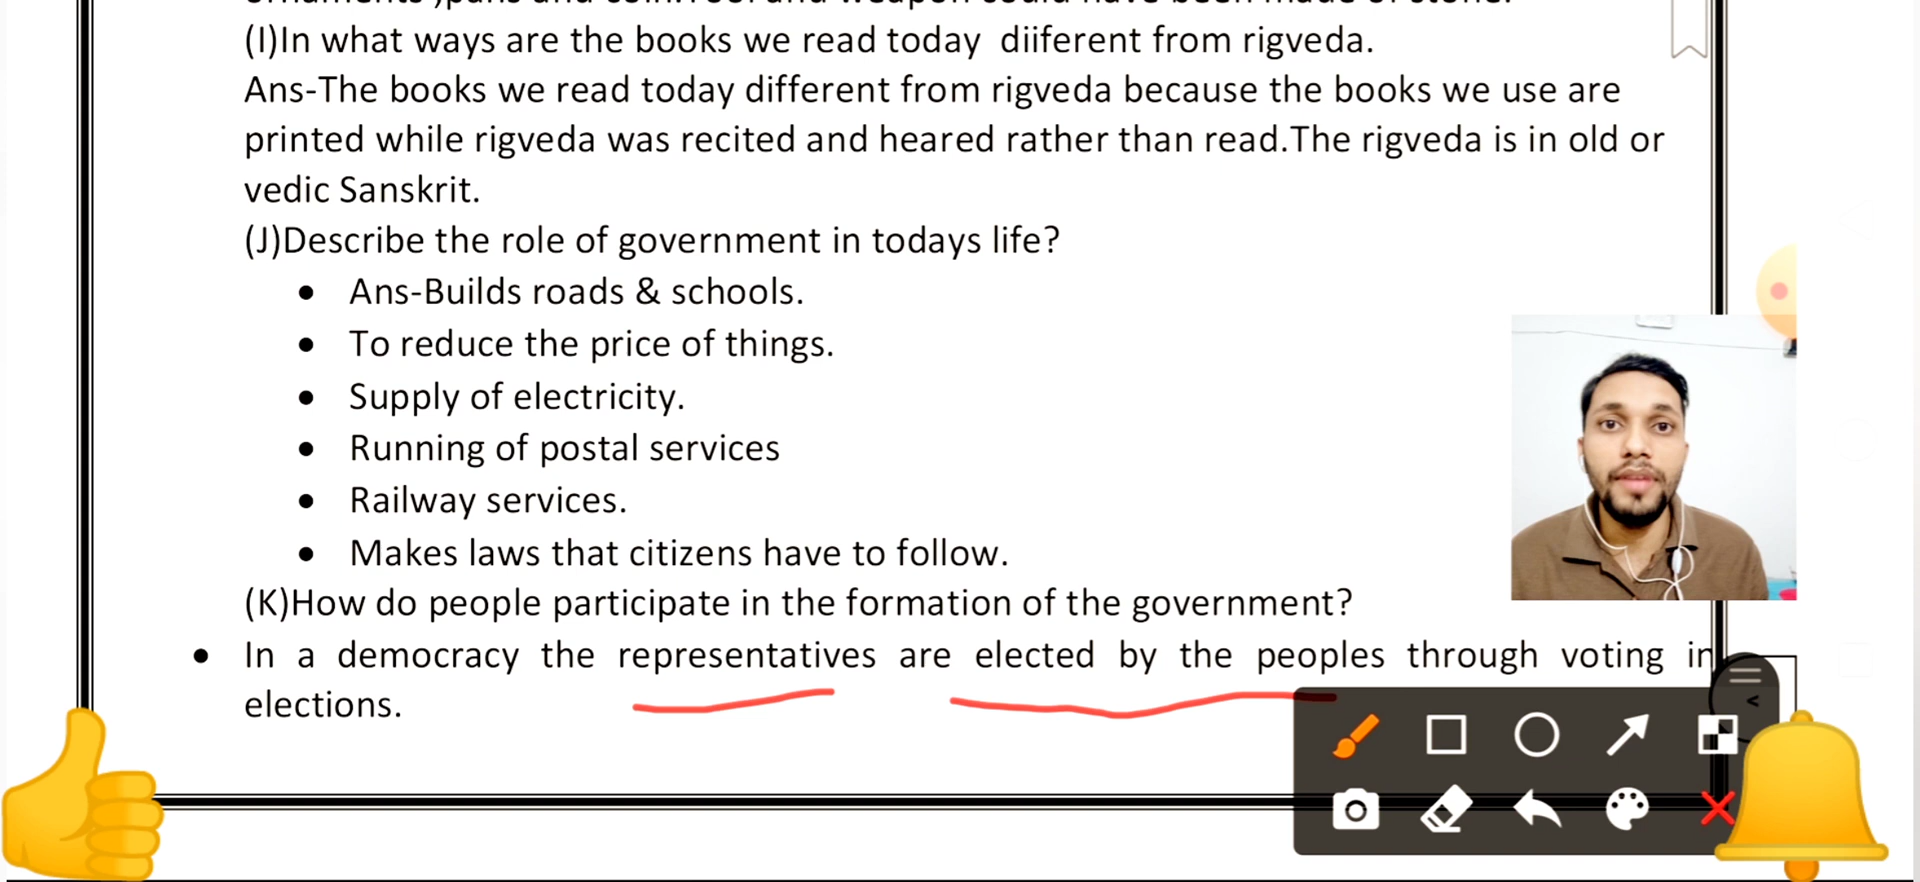 (I)In what ways are the books we read today diiferent from rigveda.
Ans-The books we read today different from rigveda because the books we use are
printed while rigveda was recited and heared rather than read.The rigveda is in old or
vedic Sanskrit.
(J)Describe the role of government in todays life?
• Ans-Builds roads & schools.
• To reduce the price of things.
• Supply of electricity.
• Running of postal services
• Railway services.
• Makes laws that citizens have to follow.
(K)How do people participate in the formation of the government?
• In a democracy the representatives are elected by the peoples through voting in
elections.